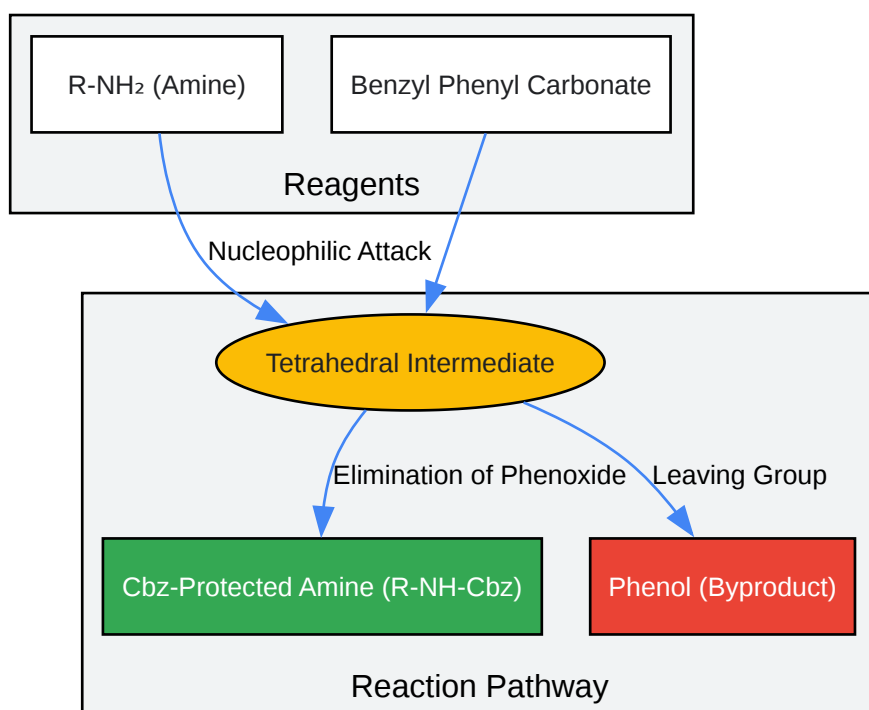 R-NH₂ (Amine)
Benzyl Phenyl Carbonate
Reagents
Nucleophilic Attack
Tetrahedral Intermediate
Elimination of Phenoxide
Leaving Group
Cbz-Protected Amine (R-NH-Cbz)
Phenol (Byproduct)
Reaction Pathway